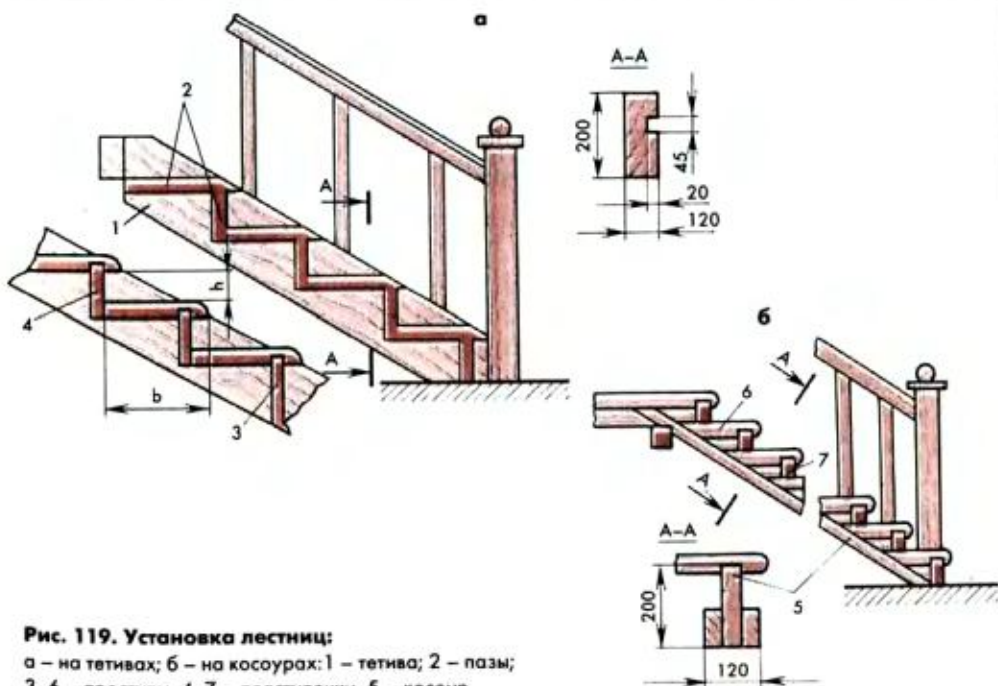 а
А–А
2
200
45
А
20
1
120
h
4
б
А
А
b
3
6
7
А
А–А
200
5
120
Рис. 119. Установка лестниц:
а – на тетивах; б – на косоурах: 1 – тетива; 2 – пазы;